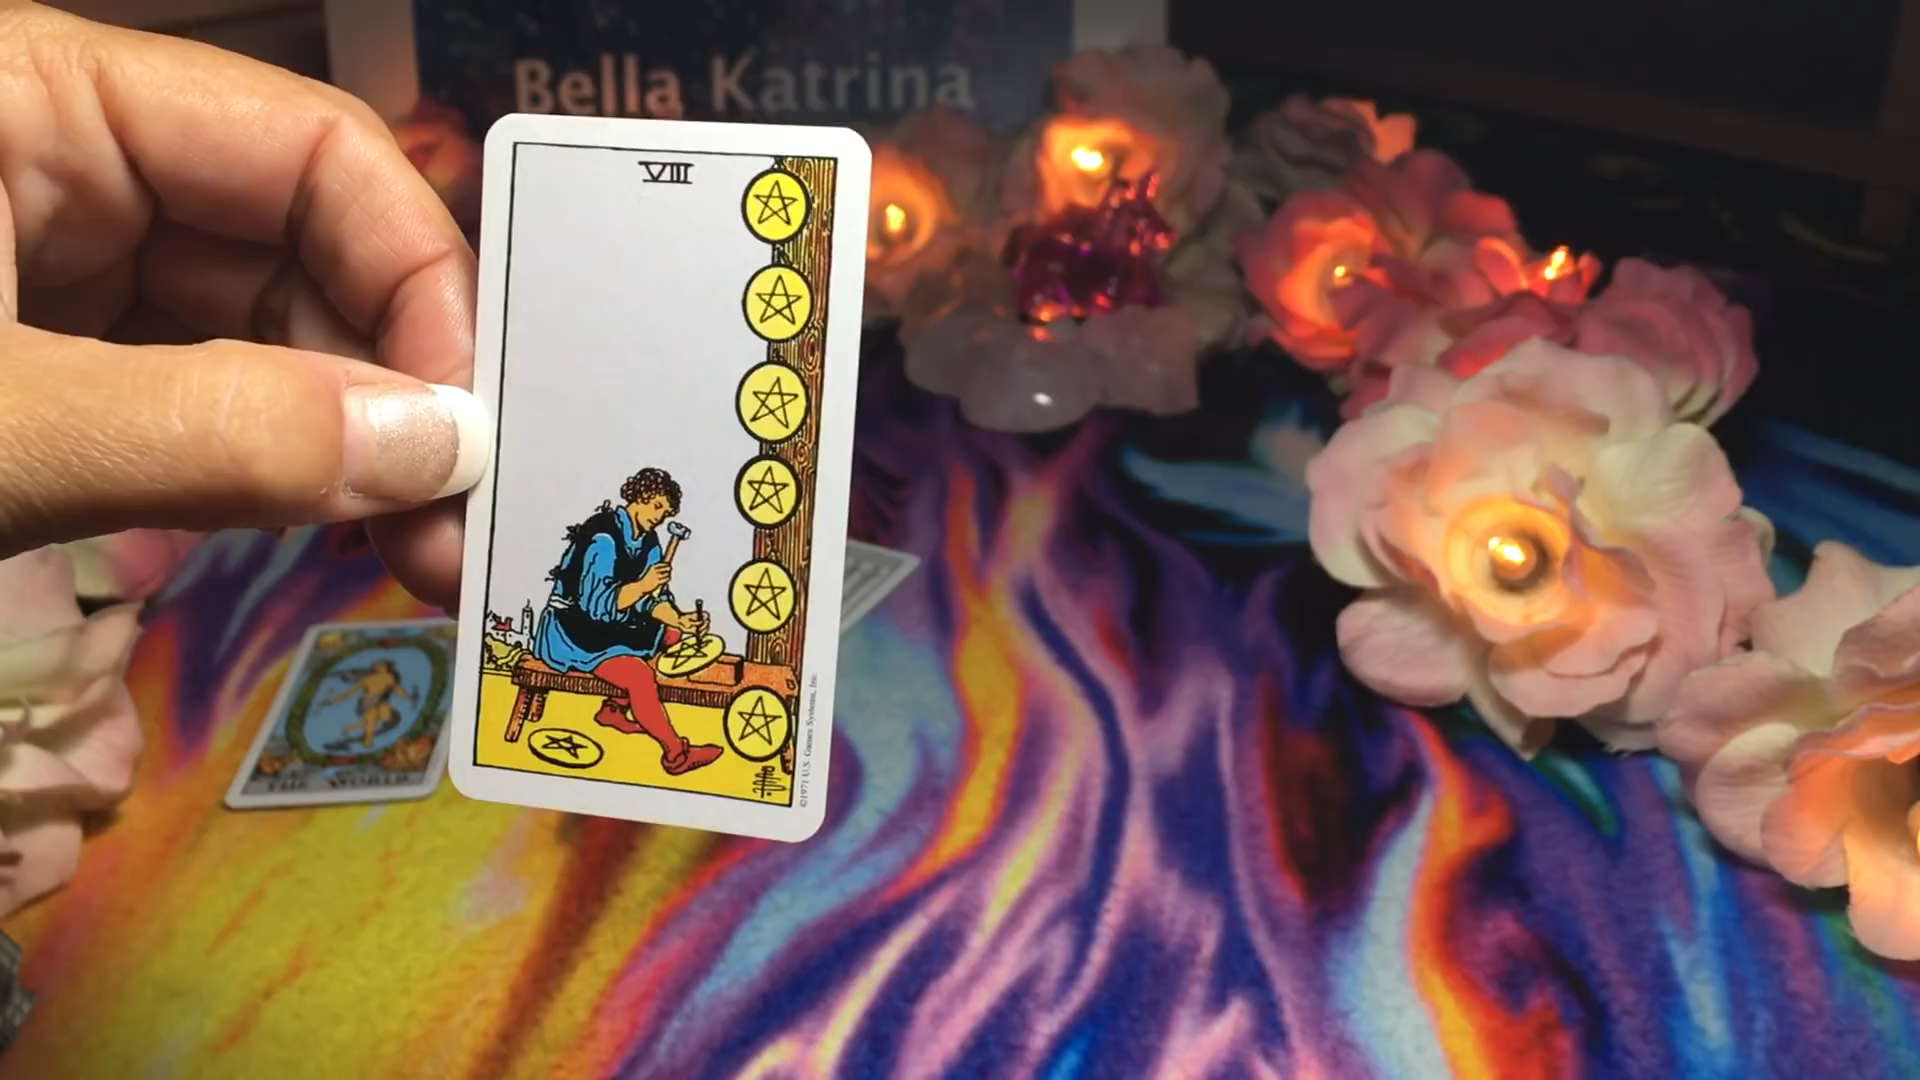 Bella Katrina
VIII
©1971 U.S. Games Systems, Inc.
THE WORLD